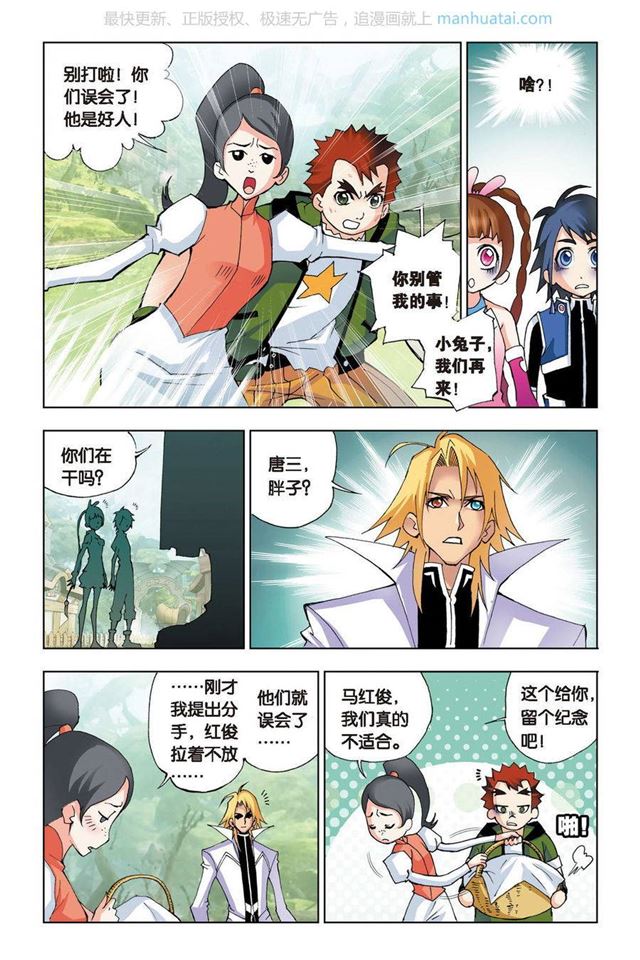 最快更新、正版授权、极速无广告，追漫画就上 manhuatai.com
别打啦！你
们误会了！
他是好人！
啥？！
你别管
我的事！
小兔子，
我们再
来！
你们在
干吗？
唐三，
胖子？
……刚才
我提出分
手，红俊
拉着不放
……
他们就
误会了
……
马红俊，
我们真的
不适合。
这个给你，
留个纪念
吧！
啪！